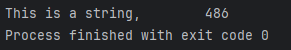 This is a string,        486
Process finished with exit code 0